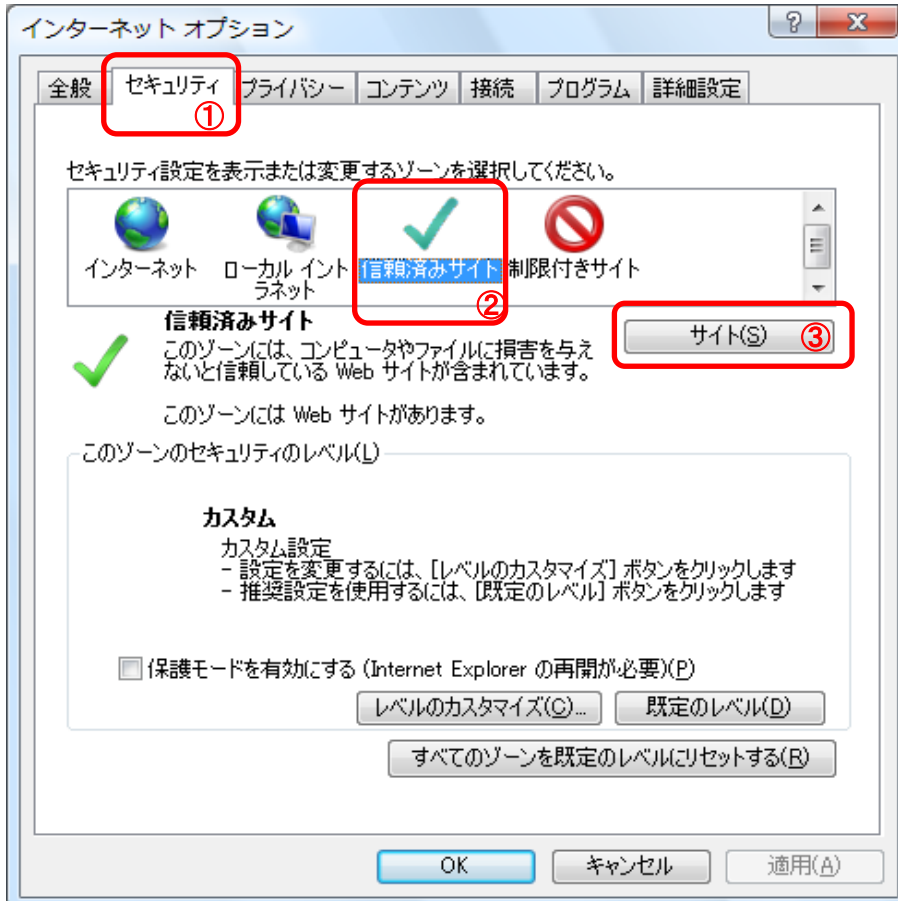 インターネット オプション
?
X
全般 セキュリティ プライバシー コンテンツ 接続 プログラム 詳細設定
①
セキュリティ設定を表示または変更するゾーンを選択してください。
インターネット
ローカル イント
ラネット
信頼済みサイト
制限付きサイト
②
信頼済みサイト
サイト(S)
③
このゾーンには、コンピュータやファイルに損害を与え
ないと信頼している Web サイトが含まれています。
このゾーンには Web サイトがあります。
このゾーンのセキュリティのレベル(L)
カスタム
カスタム設定
- 設定を変更するには、[レベルのカスタマイズ] ボタンをクリックします
- 推奨設定を使用するには、[既定のレベル] ボタンをクリックします
保護モードを有効にする (Internet Explorer の再開が必要)(P)
レベルのカスタマイズ(C)...
既定のレベル(D)
すべてのゾーンを既定のレベルにリセットする(R)
OK
キャンセル
適用(A)